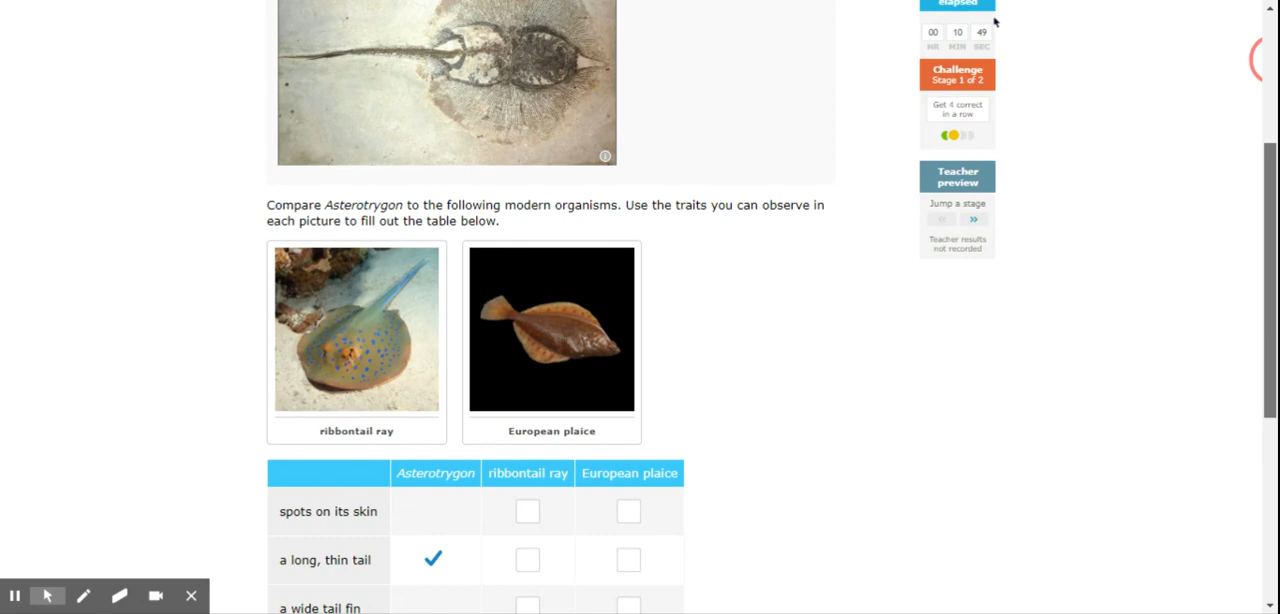 elapsed
00 10 49
HR MIN SEC
Challenge
Stage 1 of 2
Get 4 correct
in a row
Teacher
preview
Jump a stage
« »
Teacher results
not recorded
Compare Asterotrygon to the following modern organisms. Use the traits you can observe in
each picture to fill out the table below.
ribbontail ray European plaice
Asterotrygon ribbontail ray European plaice
spots on its skin
a long, thin tail
a wide tail fin